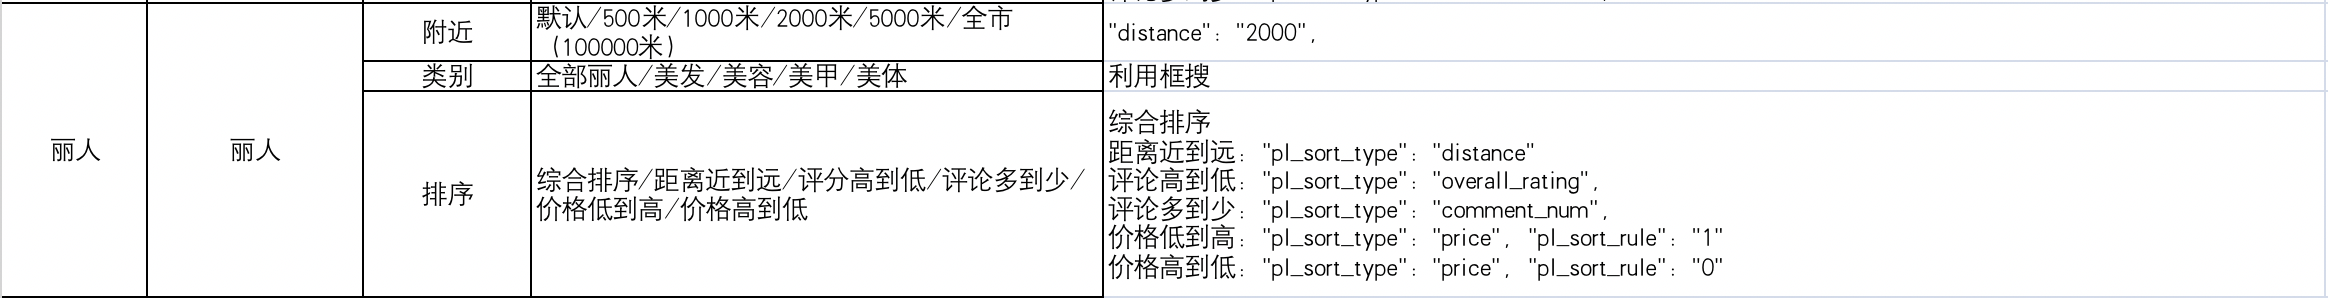 附近
默认/500米/1000米/2000米/5000米/全市
（100000米）
"distance": "2000",
类别
全部丽人/美发/美容/美甲/美体
利用框搜
丽人
丽人
排序
综合排序/距离近到远/评分高到低/评论多到少/
价格低到高/价格高到低
综合排序
距离近到远: "pl_sort_type": "distance"
评论高到低: "pl_sort_type": "overall_rating",
评论多到少: "pl_sort_type": "comment_num",
价格低到高: "pl_sort_type": "price", "pl_sort_rule": "1"
价格高到低: "pl_sort_type": "price", "pl_sort_rule": "0"